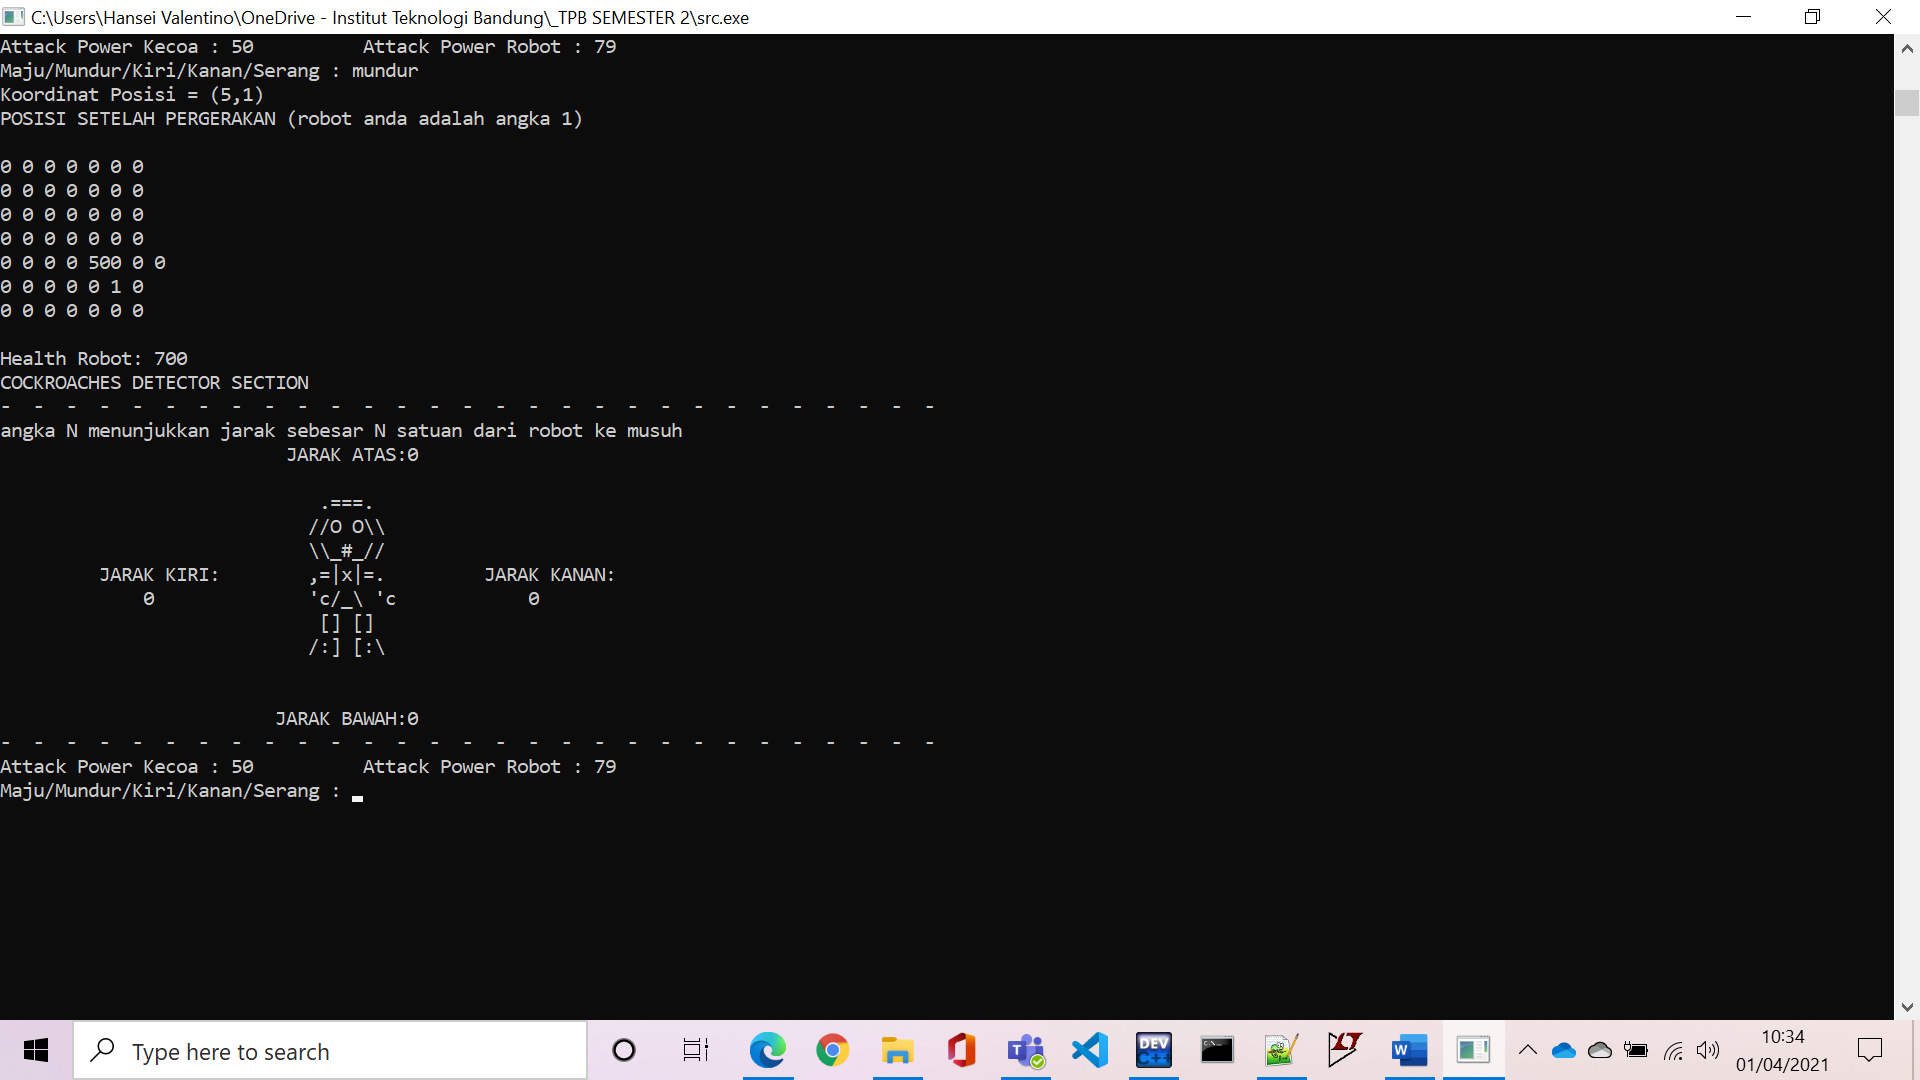 C:\Users\Hansei Valentino\OneDrive - Institut Teknologi Bandung\_TPB SEMESTER 2\src.exe
Attack Power Kecoa : 50          Attack Power Robot : 79
Maju/Mundur/Kiri/Kanan/Serang : mundur
Koordinat Posisi = (5,1)
POSISI SETELAH PERGERAKAN (robot anda adalah angka 1)
0 0 0 0 0 0 0
0 0 0 0 0 0 0
0 0 0 0 0 0 0
0 0 0 0 0 0 0
0 0 0 0 500 0 0
0 0 0 0 0 1 0
0 0 0 0 0 0 0
Health Robot: 700
COCKROACHES DETECTOR SECTION
-  -  -  -  -  -  -  -  -  -  -  -  -  -  -  -  -  -  -  -  -  -  -  -  -  -  -  -  -
angka N menunjukkan jarak sebesar N satuan dari robot ke musuh
                          JARAK ATAS:0
                             .===.
                            //O O\\
                            \\_#_//
         JARAK KIRI:        ,=|x|=.         JARAK KANAN:
             0              'c/_\ 'c            0
                             [] []
                            /:] [:\
                         JARAK BAWAH:0
-  -  -  -  -  -  -  -  -  -  -  -  -  -  -  -  -  -  -  -  -  -  -  -  -  -  -  -  -
Attack Power Kecoa : 50          Attack Power Robot : 79
Maju/Mundur/Kiri/Kanan/Serang :
Type here to search
DEV C++
10:34
01/04/2021